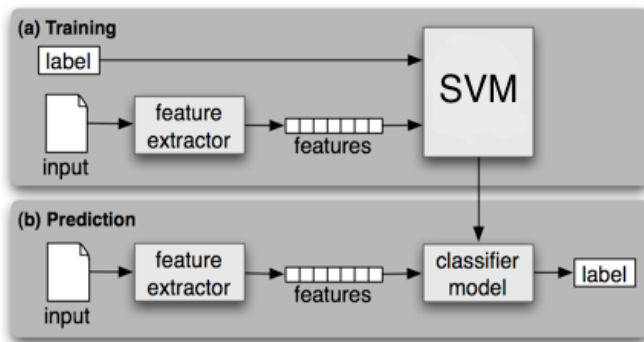 (a) Training
label
SVM
feature
extractor
features
input
(b) Prediction
feature
extractor
features
classifier
model
label
input